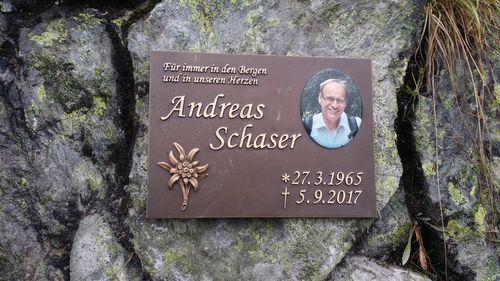 Für immer in den Bergen
und in unseren Herzen
Andreas
Schaser
* 27.3.1965
† 5.9.2017